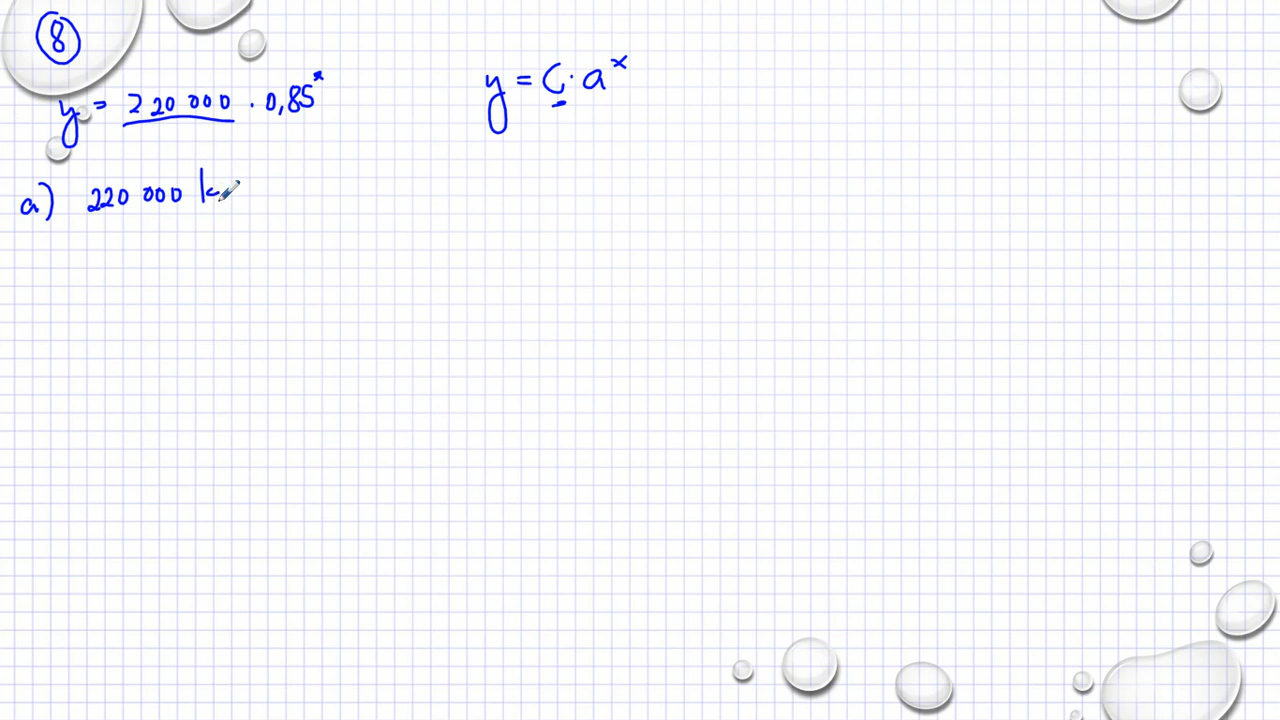 8
y = 220 000 · 0,85^x
y = C · a^x
a) 220 000 k